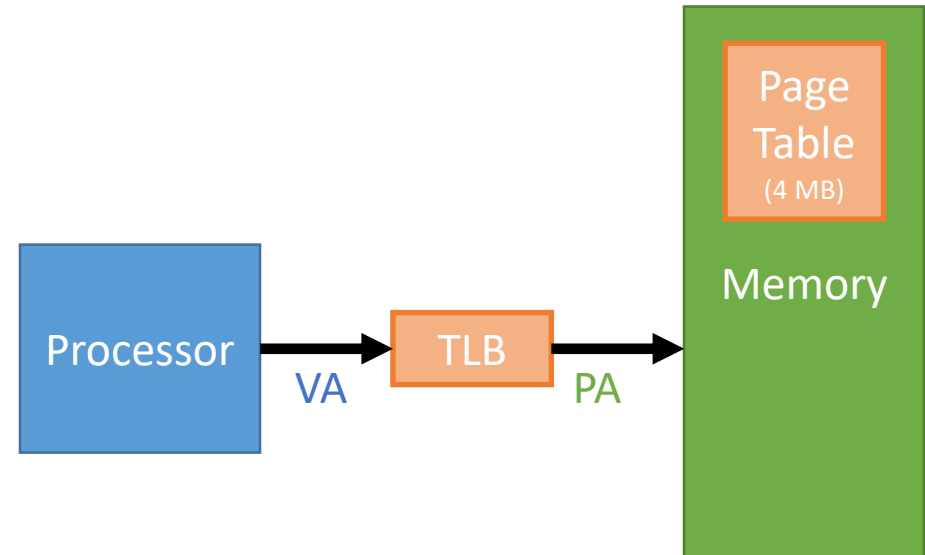 Page
Table
(4 MB)
Memory
Processor
TLB
VA
PA